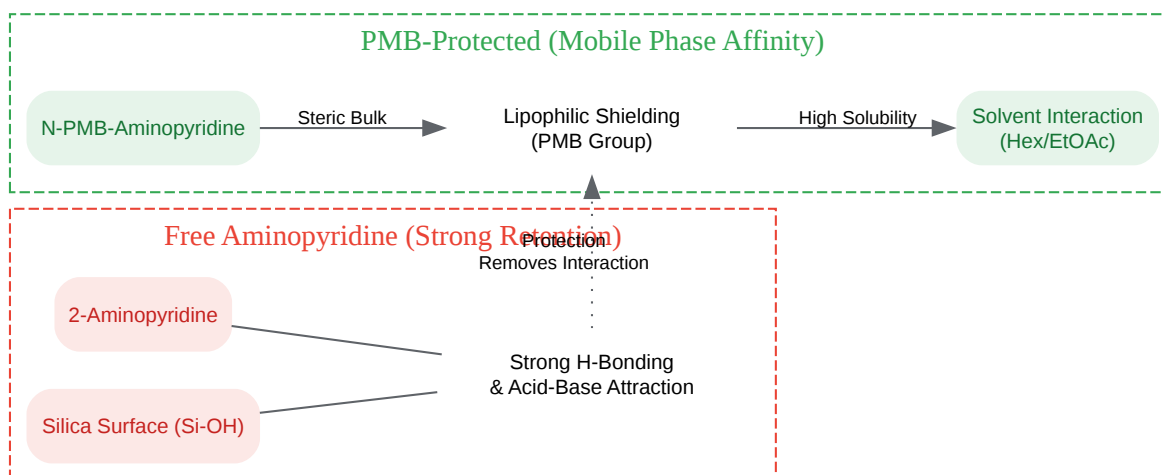 PMB-Protected (Mobile Phase Affinity)
N-PMB-Aminopyridine
Steric Bulk
Lipophilic Shielding
(PMB Group)
High Solubility
Solvent Interaction
(Hex/EtOAc)
Free Aminopyridine (Strong Retention)
Protection
Removes Interaction
2-Aminopyridine
Strong H-Bonding
& Acid-Base Attraction
Silica Surface (Si-OH)